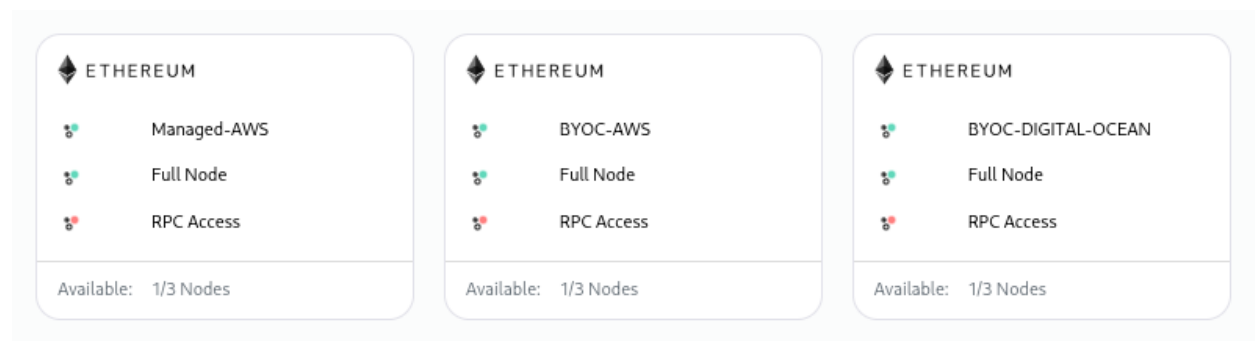 ETHEREUM
Managed-AWS
Full Node
RPC Access
Available: 1/3 Nodes
ETHEREUM
BYOC-AWS
Full Node
RPC Access
Available: 1/3 Nodes
ETHEREUM
BYOC-DIGITAL-OCEAN
Full Node
RPC Access
Available: 1/3 Nodes